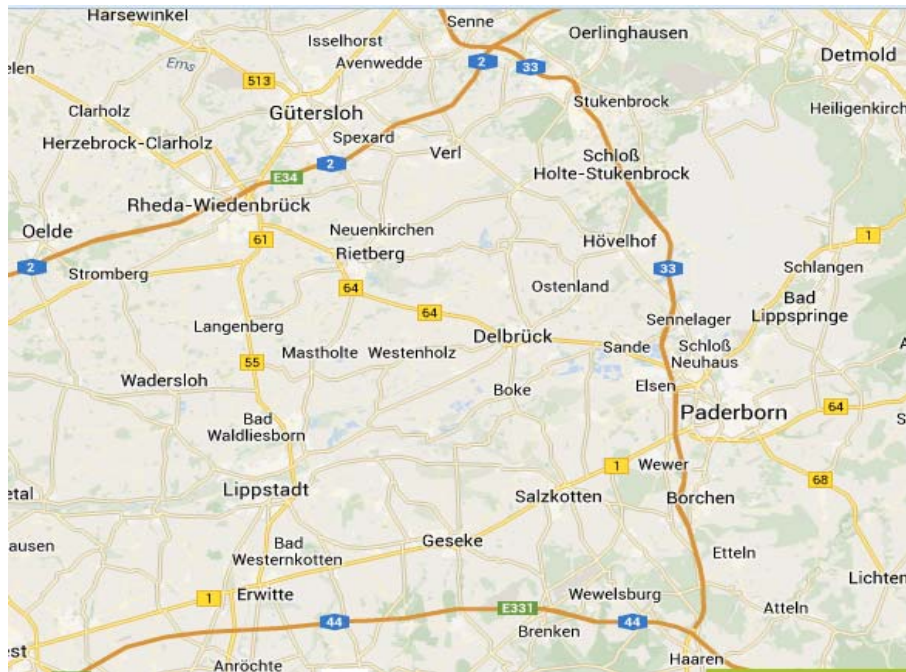 Harsewinkel
Senne
Isselhorst
Oerlinghausen
Detmold
Ems
Avenwedde
2
33
elen
513
Clarholz
Gütersloh
Stukenbrock
Heiligenkirch
Herzebrock-Clarholz
Spexard
Verl
2
Schloß
Holte-Stukenbrock
E34
Rheda-Wiedenbrück
Oelde
Neuenkirchen
61
Rietberg
Hövelhof
1
2
Stromberg
33
Schlangen
64
Ostenland
Bad
Lippspringe
64
Langenberg
Sennelager
Delbrück
Sande
Schloß
Neuhaus
A
Mastholte
Westenholz
55
Wadersloh
Boke
Elsen
Bad
Waldliesborn
Paderborn
64
S
1
Wewer
68
etal
Lippstadt
Salzkotten
Borchen
ausen
Bad
Westernkotten
Geseke
Etteln
Lichten
1
Erwitte
Wewelsburg
Atteln
E331
44
44
Brenken
est
Anröchte
Haaren